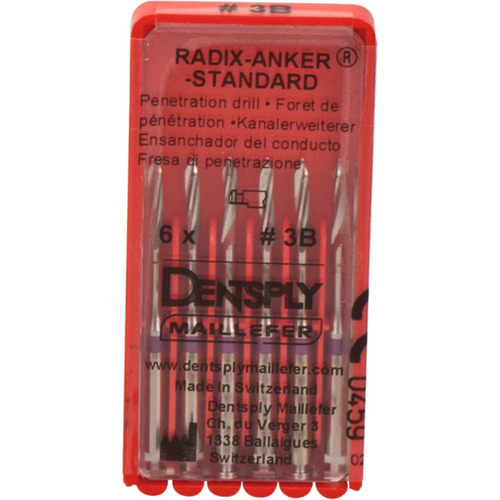 # 3B
RADIX-ANKER®
-STANDARD
Penetration drill • Foret de
pénétration • Kanalerweiterer
Ensanchador del conducto
Fresa di penetrazione
6 x # 3B
DENTSPLY
MAILLEFER
www.dentsplymaillefer.com
Made in Switzerland
Dentsply Maillefer
Ch. du Verger 3
1338 Ballaigues
Switzerland
0459